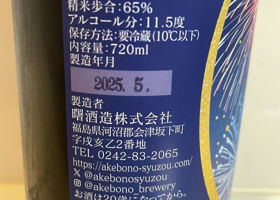 精米歩合：65%
アルコール分：11.5度
保存方法：要冷蔵（10℃以下）
内容量：720ml
製造年月
2025. 5.
製造者
曙酒造株式会社
福島県河沼郡会津坂下町
字戌亥乙2番地
TEL 0242-83-2065
https://akebono-syuzou.com/
@akebonosyuzou
@akebono_brewery
お酒は20歳になってから。